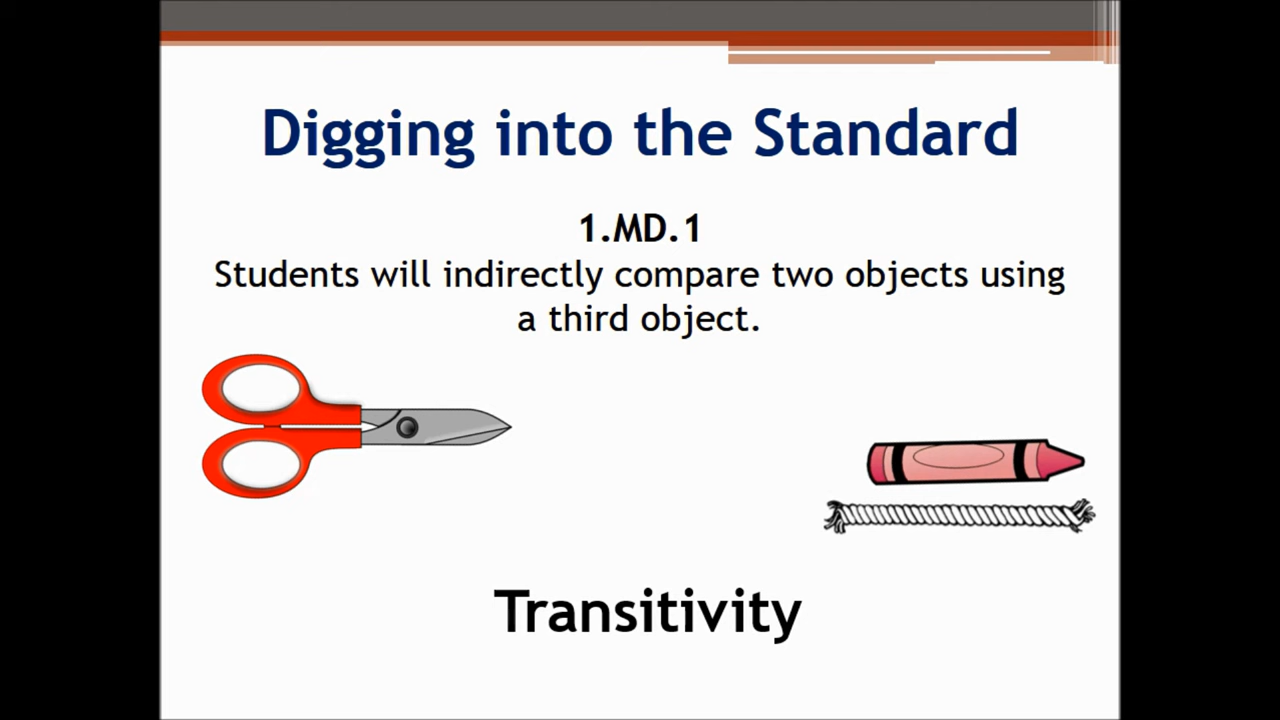 Digging into the Standard
1.MD.1
Students will indirectly compare two objects using
a third object.
Transitivity